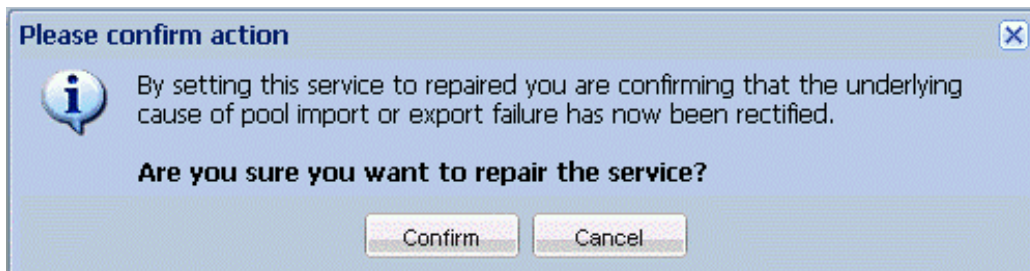 Please confirm action
By setting this service to repaired you are confirming that the underlying
cause of pool import or export failure has now been rectified.
Are you sure you want to repair the service?
Confirm Cancel